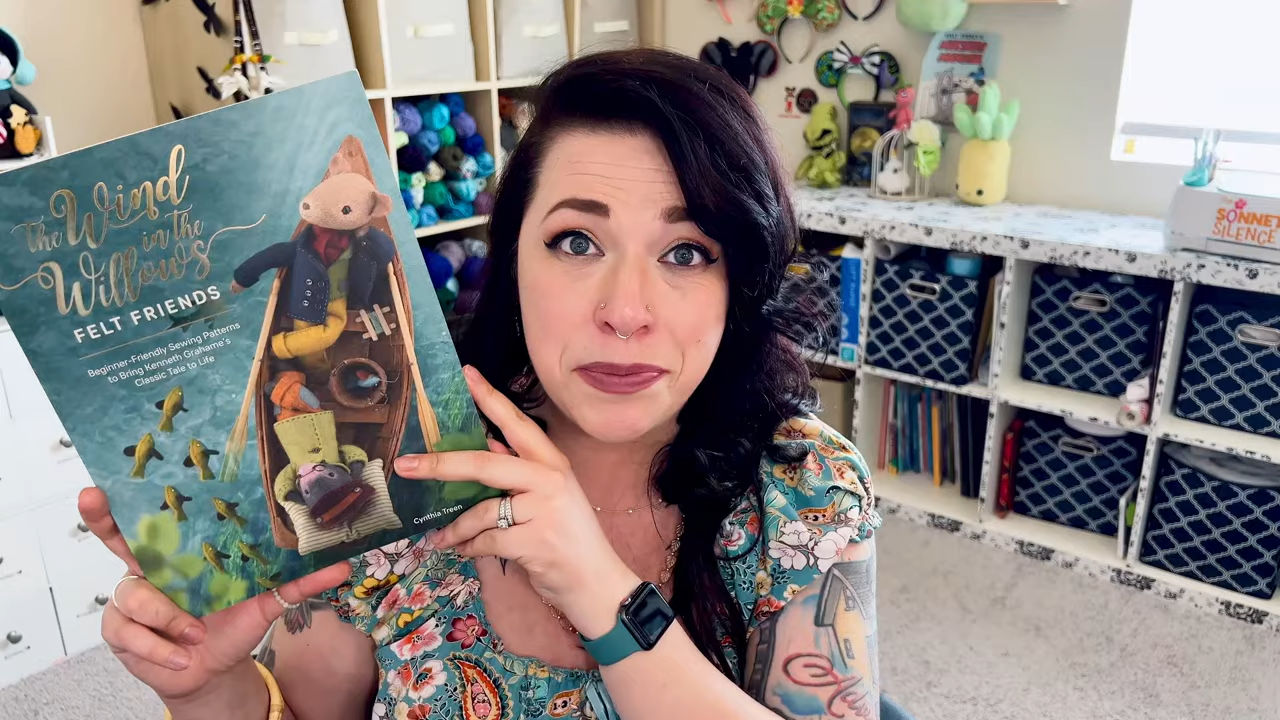 The Wind
in the
Willows
FELT FRIENDS
Beginner-Friendly Sewing Patterns
to Bring Kenneth Grahame's
Classic Tale to Life
Cynthia Treen
SONNET
SILENCE